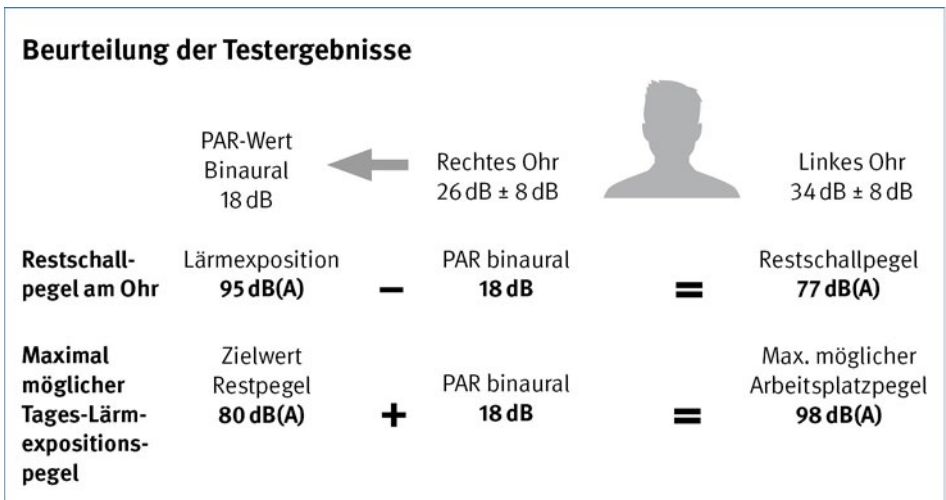 Beurteilung der Testergebnisse
PAR-Wert
Binaural
18 dB
Rechtes Ohr
26 dB ± 8 dB
Linkes Ohr
34 dB ± 8 dB
Restschall-
pegel am Ohr
Lärmexposition
95 dB(A)
–
PAR binaural
18 dB
=
Restschallpegel
77 dB(A)
Maximal
möglicher
Tages-Lärm-
expositions-
pegel
Zielwert
Restpegel
80 dB(A)
+
PAR binaural
18 dB
=
Max. möglicher
Arbeitsplatzpegel
98 dB(A)